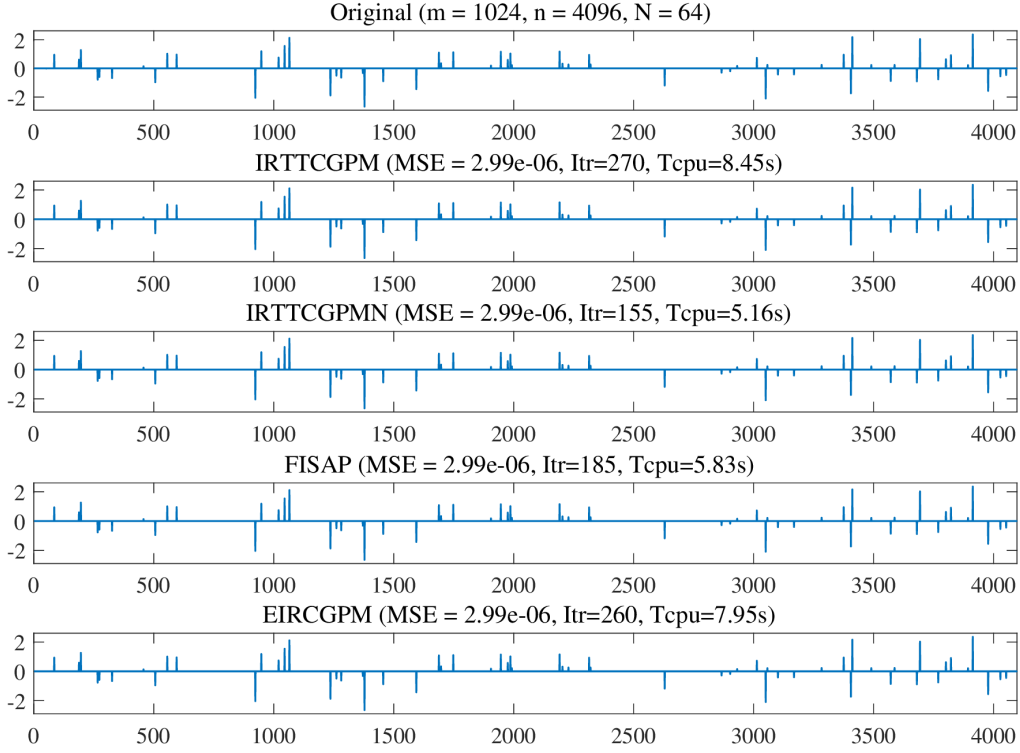 Original (m = 1024, n = 4096, N = 64)
2
0
-2
0 500 1000 1500 2000 2500 3000 3500 4000
IRTTCGPM (MSE = 2.99e-06, Itr=270, Tcpu=8.45s)
2
0
-2
0 500 1000 1500 2000 2500 3000 3500 4000
IRTTCGPMN (MSE = 2.99e-06, Itr=155, Tcpu=5.16s)
2
0
-2
0 500 1000 1500 2000 2500 3000 3500 4000
FISAP (MSE = 2.99e-06, Itr=185, Tcpu=5.83s)
2
0
-2
0 500 1000 1500 2000 2500 3000 3500 4000
EIRCGPM (MSE = 2.99e-06, Itr=260, Tcpu=7.95s)
2
0
-2
0 500 1000 1500 2000 2500 3000 3500 4000